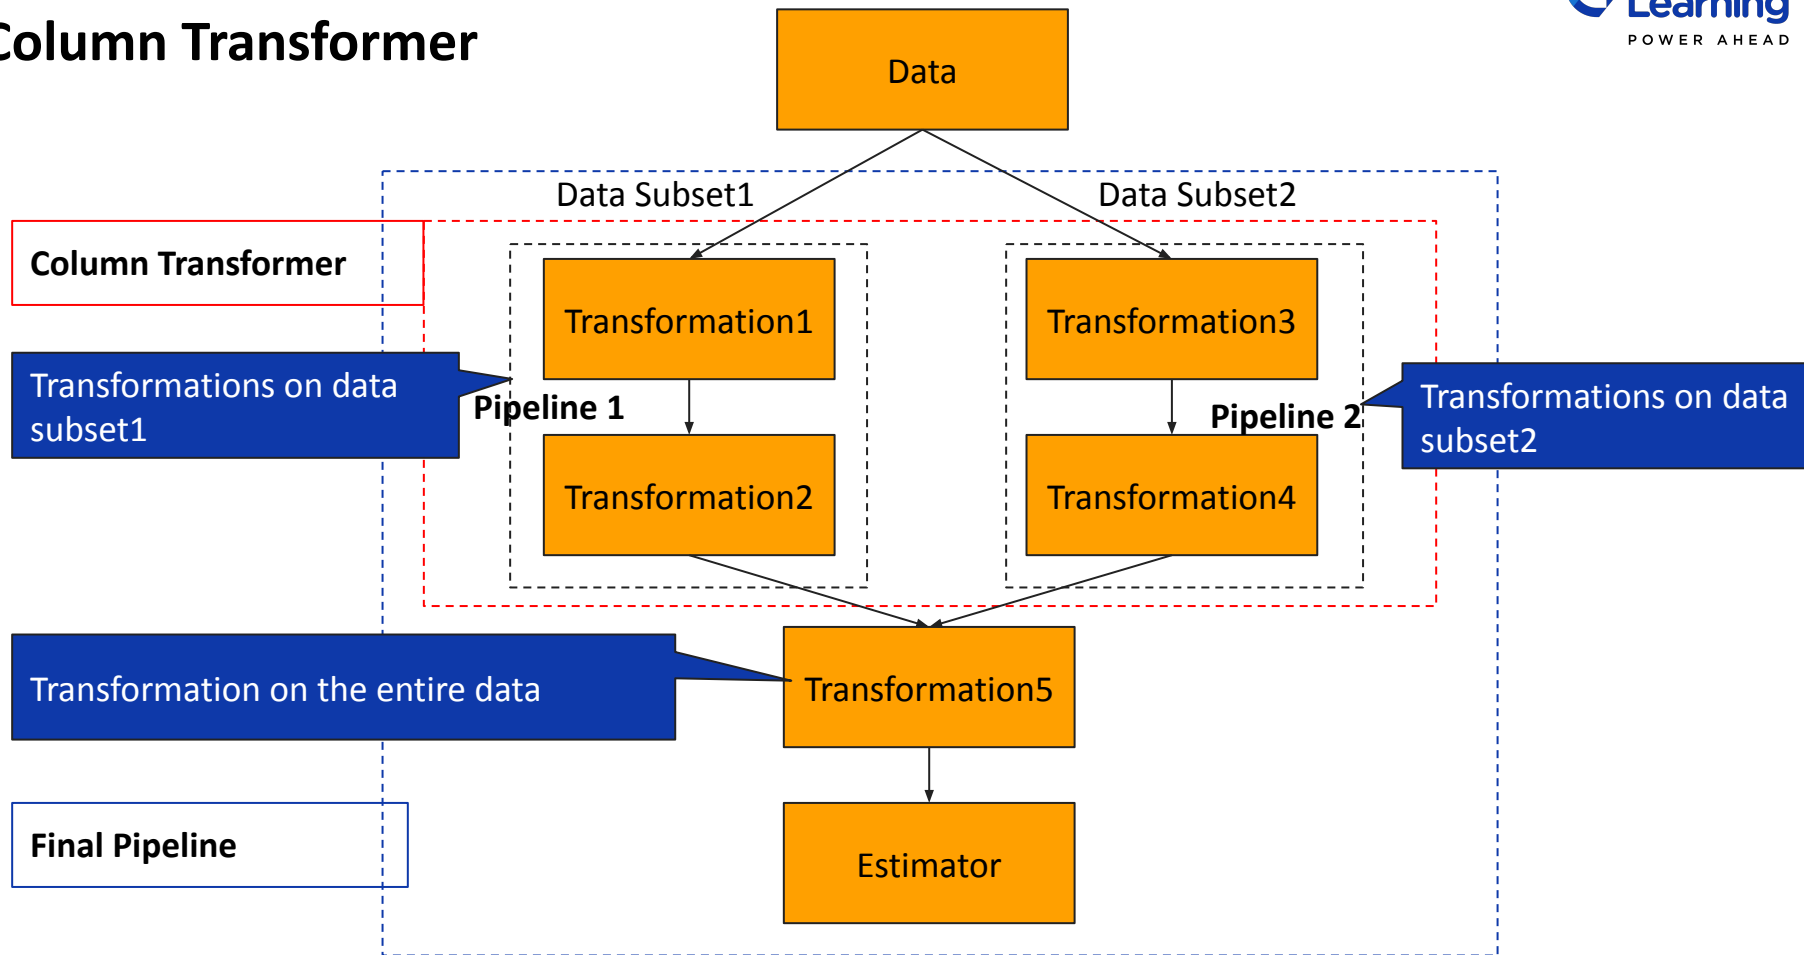 Column Transformer
Learning
POWER AHEAD
Data
Data Subset1
Data Subset2
Column Transformer
Transformation1
Transformation3
Transformations on data
subset1
Pipeline 1
Pipeline 2
Transformations on data
subset2
Transformation2
Transformation4
Transformation on the entire data
Transformation5
Final Pipeline
Estimator